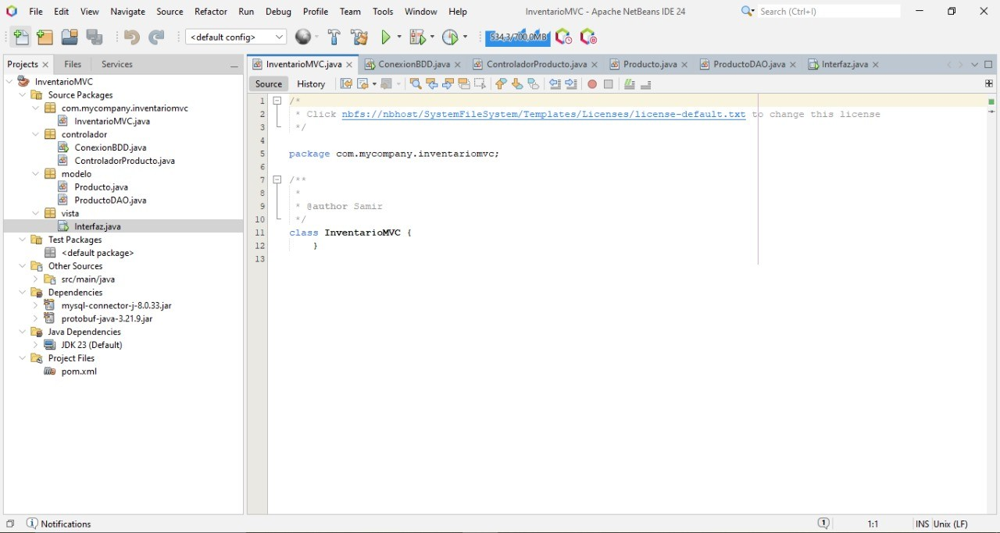 File Edit View Navigate Source Refactor Run Debug Profile Team Tools Window Help InventarioMVC - Apache NetBeans IDE 24 Search (Ctrl+I)
<default config> 534,3/700,0MB
Projects Files Services
InventarioMVC.java ConexionBDD.java ControladorProducto.java Producto.java ProductoDAO.java Interfaz.java
Source History
InventarioMVC
Source Packages
com.mycompany.inventariomvc
InventarioMVC.java
controlador
ConexionBDD.java
ControladorProducto.java
modelo
Producto.java
ProductoDAO.java
vista
Interfaz.java
Test Packages
<default package>
Other Sources
src/main/java
Dependencies
mysql-connector-j-8.0.33.jar
protobuf-java-3.21.9.jar
Java Dependencies
JDK 23 (Default)
Project Files
pom.xml
1 /*
2 * Click nbfs://nbhost/SystemFileSystem/Templates/Licenses/license-default.txt to change this license
3 */
4
5 package com.mycompany.inventariomvc;
6
7 /**
8 *
9 * @author Samir
10 */
11 class InventarioMVC {
12 }
13
Notifications 1 1:1 INS Unix (LF)